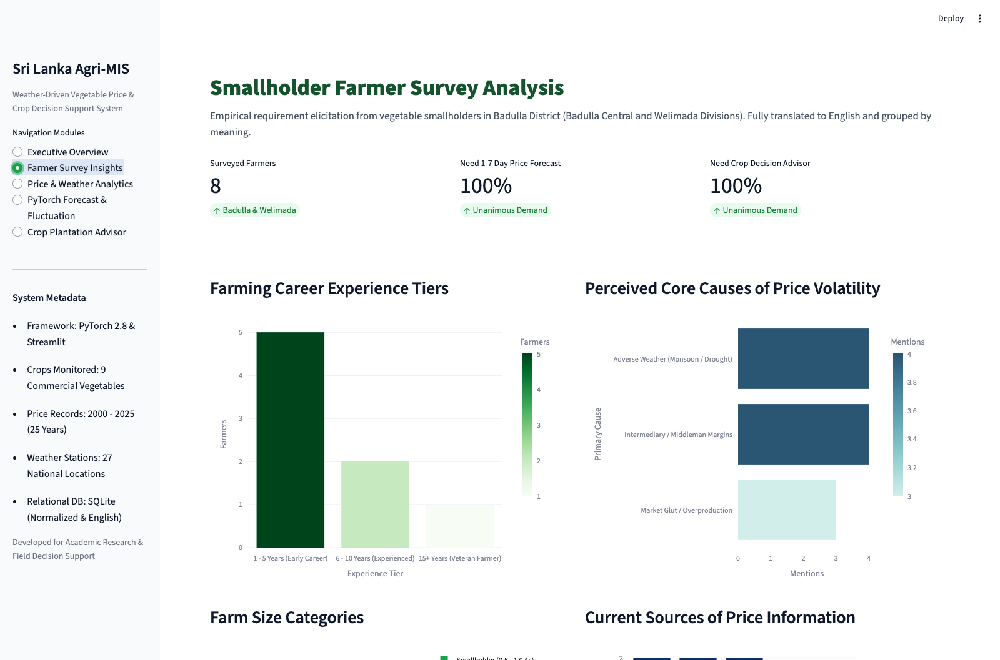 Deploy
Sri Lanka Agri-MIS
Weather-Driven Vegetable Price &
Crop Decision Support System
Navigation Modules
Executive Overview
Farmer Survey Insights
Price & Weather Analytics
PyTorch Forecast &
Fluctuation
Crop Plantation Advisor
System Metadata
Framework: PyTorch 2.8 &
Streamlit
Crops Monitored: 9
Commercial Vegetables
Price Records: 2000 - 2025
(25 Years)
Weather Stations: 27
National Locations
Relational DB: SQLite
(Normalized & English)
Developed for Academic Research &
Field Decision Support
Smallholder Farmer Survey Analysis
Empirical requirement elicitation from vegetable smallholders in Badulla District (Badulla Central and Welimada Divisions). Fully translated to English and grouped by
meaning.
Surveyed Farmers
8
↑ Badulla & Welimada
Need 1-7 Day Price Forecast
100%
↑ Unanimous Demand
Need Crop Decision Advisor
100%
↑ Unanimous Demand
Farming Career Experience Tiers
5
4
3
2
1
0
Farmers
1 - 5 Years (Early Career)
6 - 10 Years (Experienced)
15+ Years (Veteran Farmer)
Experience Tier
Farmers
5
4
3
2
1
Perceived Core Causes of Price Volatility
Primary Cause
Adverse Weather (Monsoon / Drought)
Intermediary / Middleman Margins
Market Glut / Overproduction
0
1
2
3
4
Mentions
Mentions
4
3.8
3.6
3.4
3.2
3
Farm Size Categories
Smallholder (0.5 - 1.0 Ac)
Current Sources of Price Information
2